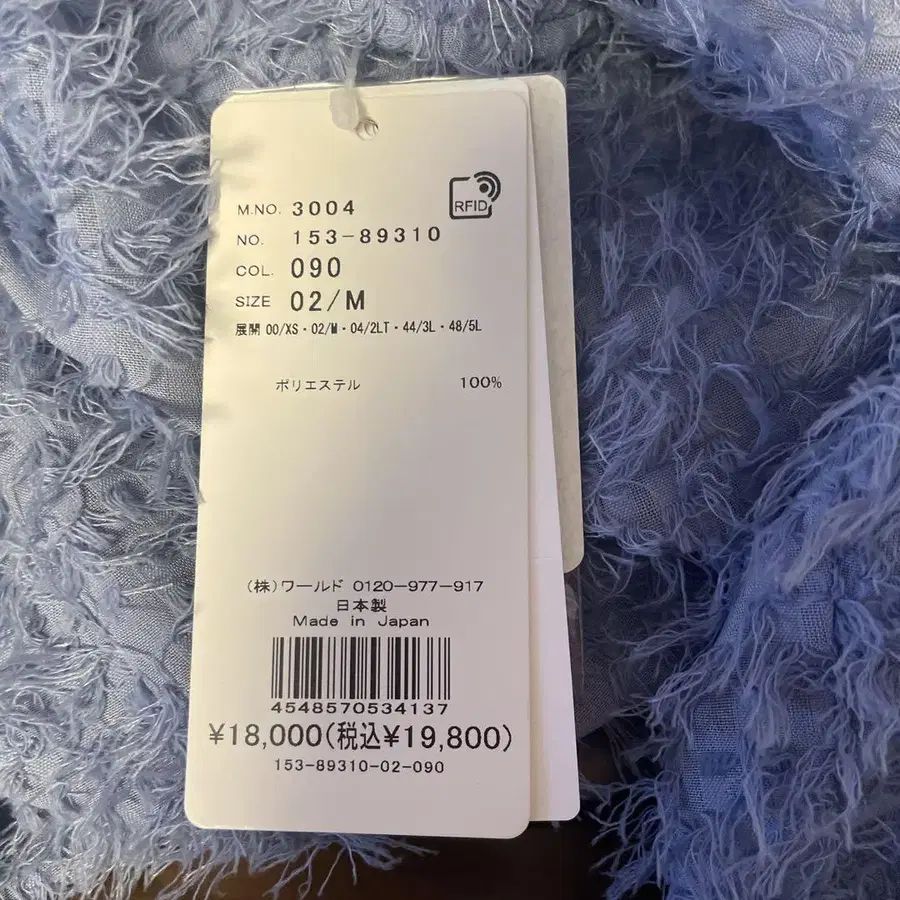 RFID
M.NO. 3004
NO. 153-89310
COL. 090
SIZE 02/M
展開 00/XS・02/M・04/2LT・44/3L・48/5L
ポリエステル 100%
(株)ワールド 0120-977-917
日本製
Made in Japan
4548570534137
¥18,000(税込¥19,800)
153-89310-02-090